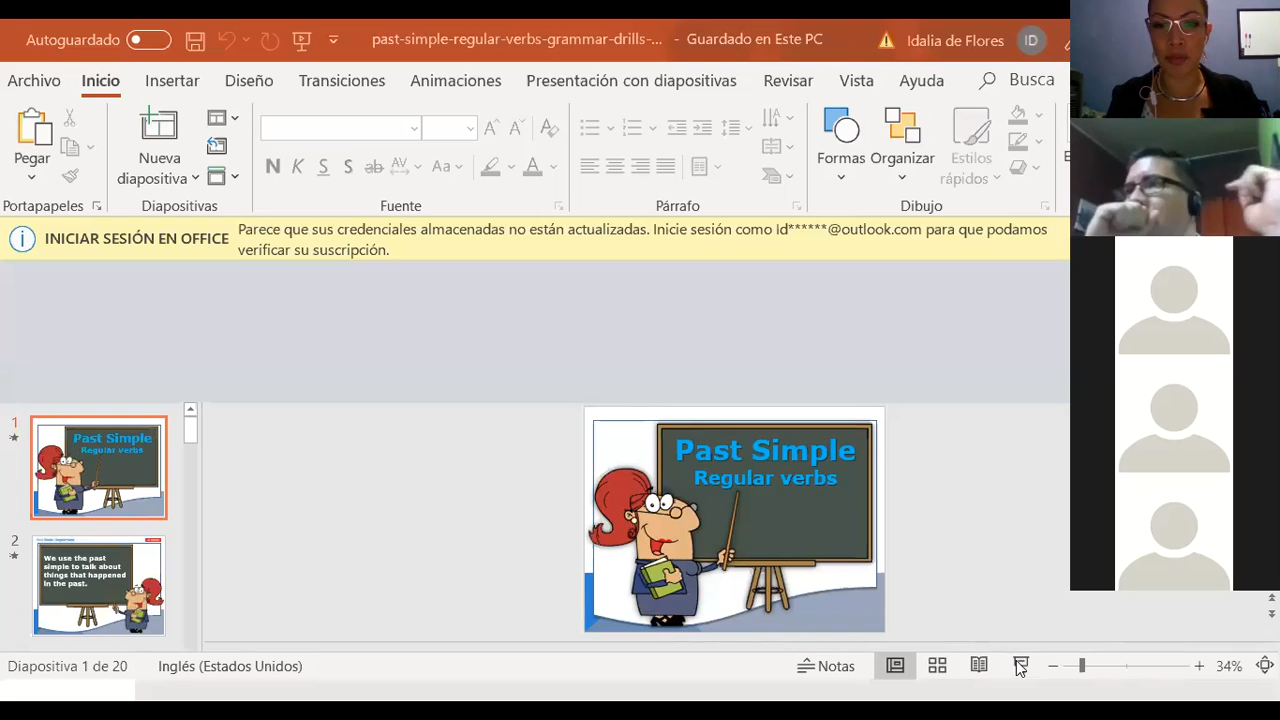 Autoguardado
past-simple-regular-verbs-grammar-drills-... - Guardado en Este PC
Idalia de Flores
ID
Archivo Inicio Insertar Diseño Transiciones Animaciones Presentación con diapositivas Revisar Vista Ayuda Busca
Pegar
Portapapeles
Nueva
diapositiva
Diapositivas
N K S S ab AV Aa A
Fuente
Párrafo
Formas
Organizar
Estilos
rápidos
Dibujo
INICIAR SESIÓN EN OFFICE
Parece que sus credenciales almacenadas no están actualizadas. Inicie sesión como id******@outlook.com para que podamos
verificar su suscripción.
1
Past Simple
Regular verbs
2
We use the past
simple to talk about
things that happened
in the past.
Past Simple
Regular verbs
Diapositiva 1 de 20
Inglés (Estados Unidos)
Notas
34%